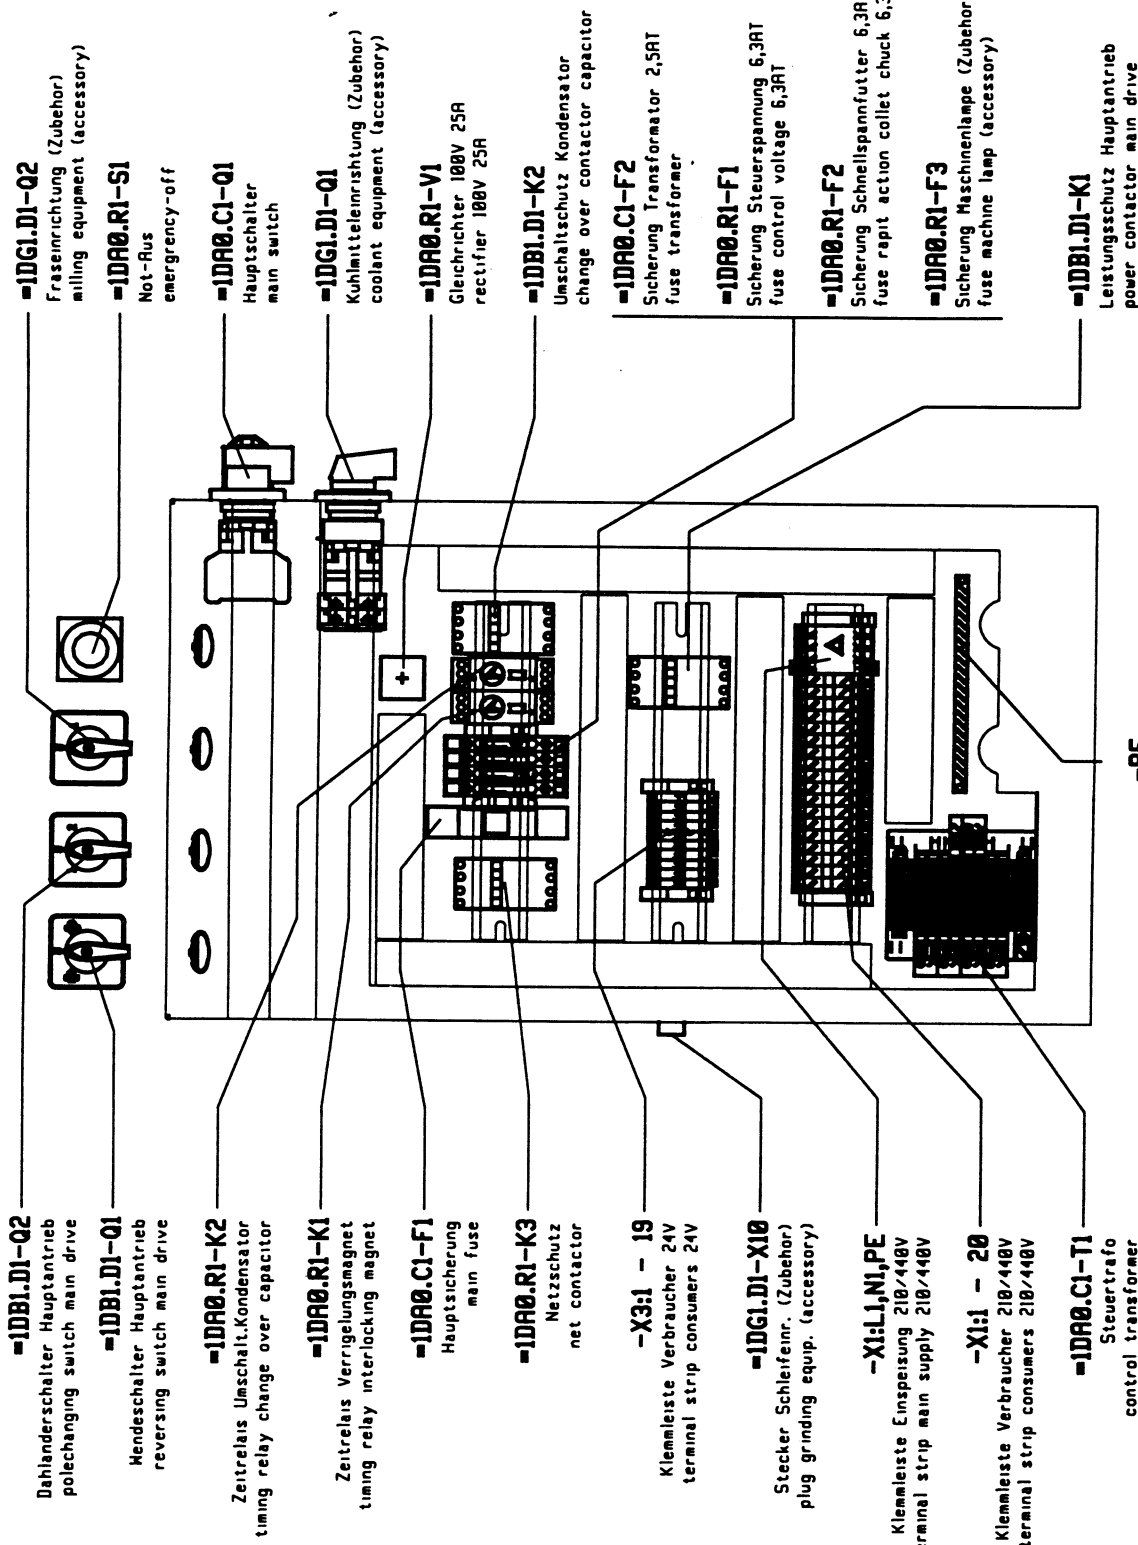 =1DG1.D1-Q2
Fraseinrichtung (Zubehor)
milling equipment (accessory)
=1DA0.R1-S1
Not-Aus
emergrency-off
=1DA0.C1-Q1
Hauptschalter
main switch
=1DG1.D1-Q1
Kuhlmitteleinrishtung (Zubehor)
coolant equipment (accessory)
=1DA0.R1-V1
Gleichrichter 100V 25A
rectifier 100V 25A
=1DB1.D1-K2
Umschaltschutz Kondensator
change over contactor capacitor
=1DA0.C1-F2
Sicherung Transformator 2,5AT
fuse transformer
=1DA0.R1-F1
Sicherung Steuerspannung 6,3AT
fuse control voltage 6,3AT
=1DA0.R1-F2
Sicherung Schnellspannfutter 6,3A
fuse rapit action collet chuck 6,3
=1DA0.R1-F3
Sicherung Maschinenlampe (Zubehor
fuse machine lamp (accessory)
=1DB1.D1-K1
Leistungsschutz Hauptantrieb
power contactor main drive
=1DB1.D1-Q2
Dahlanderschalter Hauptantrieb
polechanging switch main drive
=1DB1.D1-Q1
Wendeschalter Hauptantrieb
reversing switch main drive
=1DA0.R1-K2
Zeitrelais Umschalt.Kondensator
timing relay change over capacitor
=1DA0.R1-K1
Zeitrelais Verrigelungsmagnet
timing relay interlocking magnet
=1DA0.C1-F1
Hauptsicherung
main fuse
=1DA0.R1-K3
Netzschutz
net contactor
-X3:1 - 19
Klemmleiste Verbraucher 24V
terminal strip consumers 24V
=1DG1.D1-X10
Stecker Schleifeinr. (Zubehor)
plug grinding equip. (accessory)
-X1:L1,N1,PE
Klemmleiste Einspeisung 210/440V
erminal strip main supply 210/440V
-X1:1 - 20
Klemmleiste Verbraucher 210/440V
terminal strip consumers 210/440V
=1DA0.C1-T1
Steuertrafo
control transformer
-PE
+